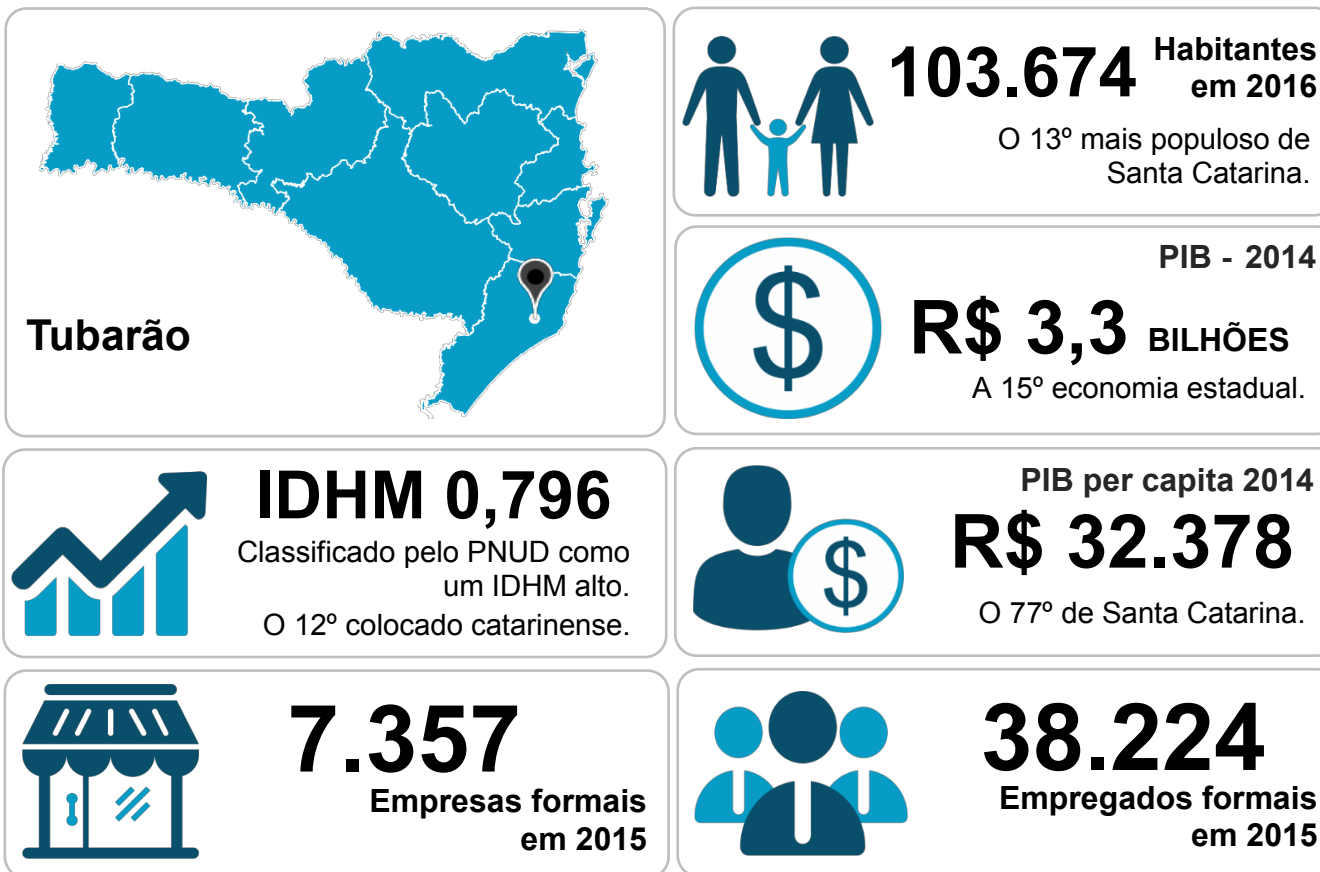 Tubarão
103.674 Habitantes
em 2016
O 13º mais populoso de
Santa Catarina.
PIB - 2014
R$ 3,3 BILHÕES
A 15º economia estadual.
IDHM 0,796
Classificado pelo PNUD como
um IDHM alto.
O 12º colocado catarinense.
PIB per capita 2014
R$ 32.378
O 77º de Santa Catarina.
7.357
Empresas formais
em 2015
38.224
Empregados formais
em 2015